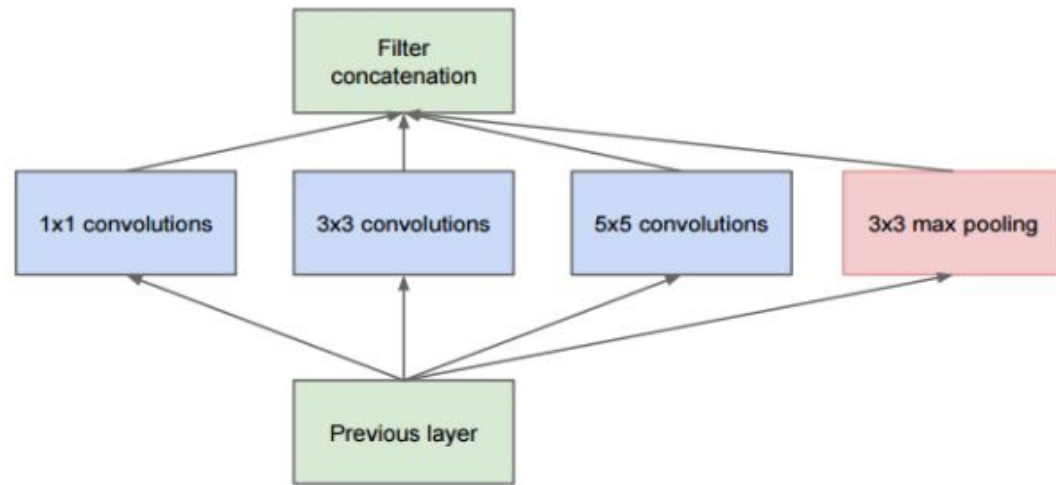 Filter
concatenation
1x1 convolutions
3x3 convolutions
5x5 convolutions
3x3 max pooling
Previous layer